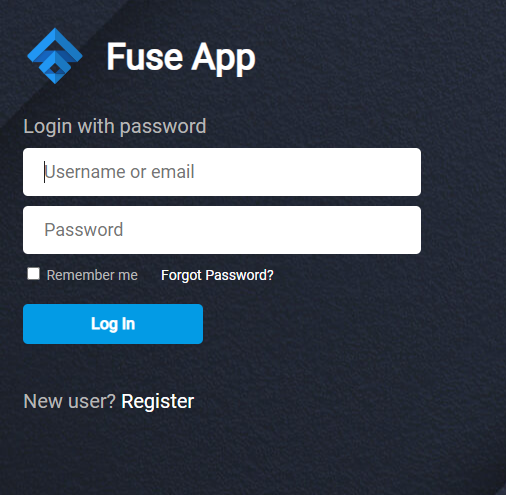 Fuse App
Login with password
Username or email
Password
Remember me Forgot Password?
Log In
New user? Register